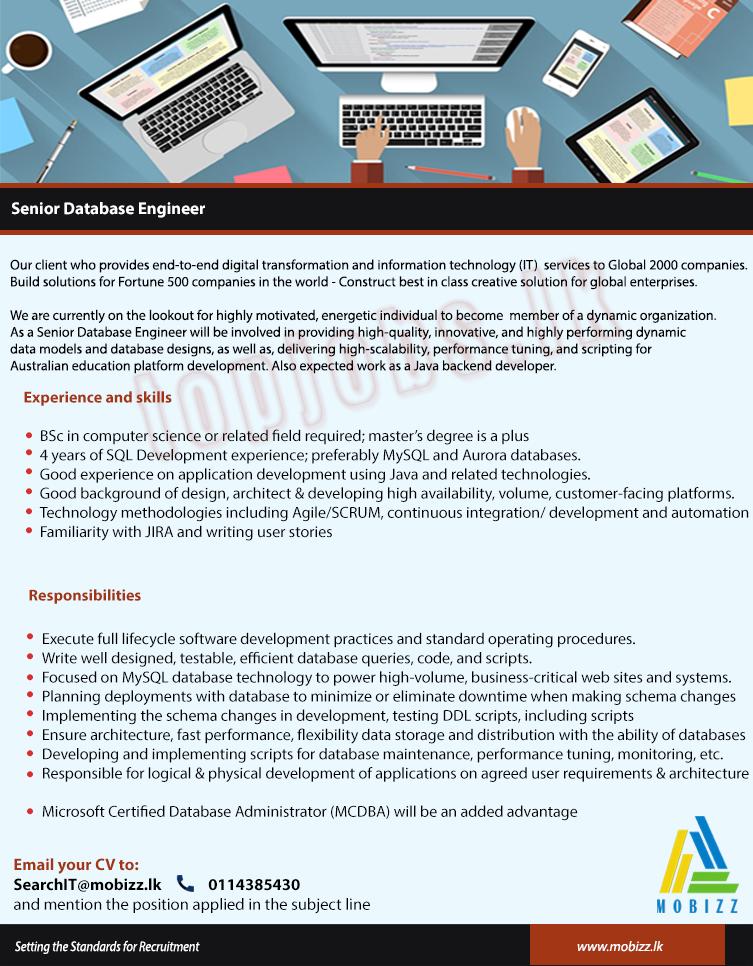 Senior Database Engineer
Our client who provides end-to-end digital transformation and information technology (IT) services to Global 2000 companies.
Build solutions for Fortune 500 companies in the world - Construct best in class creative solution for global enterprises.
We are currently on the lookout for highly motivated, energetic individual to become member of a dynamic organization.
As a Senior Database Engineer will be involved in providing high-quality, innovative, and highly performing dynamic
data models and database designs, as well as, delivering high-scalability, performance tuning, and scripting for
Australian education platform development. Also expected work as a Java backend developer.
topjobs.lk
Experience and skills
• BSc in computer science or related field required; master's degree is a plus
• 4 years of SQL Development experience; preferably MySQL and Aurora databases.
• Good experience on application development using Java and related technologies.
• Good background of design, architect & developing high availability, volume, customer-facing platforms.
• Technology methodologies including Agile/SCRUM, continuous integration/ development and automation
• Familiarity with JIRA and writing user stories
Responsibilities
• Execute full lifecycle software development practices and standard operating procedures.
• Write well designed, testable, efficient database queries, code, and scripts.
• Focused on MySQL database technology to power high-volume, business-critical web sites and systems.
• Planning deployments with database to minimize or eliminate downtime when making schema changes
• Implementing the schema changes in development, testing DDL scripts, including scripts
• Ensure architecture, fast performance, flexibility data storage and distribution with the ability of databases
• Developing and implementing scripts for database maintenance, performance tuning, monitoring, etc.
• Responsible for logical & physical development of applications on agreed user requirements & architecture
• Microsoft Certified Database Administrator (MCDBA) will be an added advantage
Email your CV to:
SearchIT@mobizz.lk 0114385430
and mention the position applied in the subject line
MOBIZZ
Setting the Standards for Recruitment
www.mobizz.lk